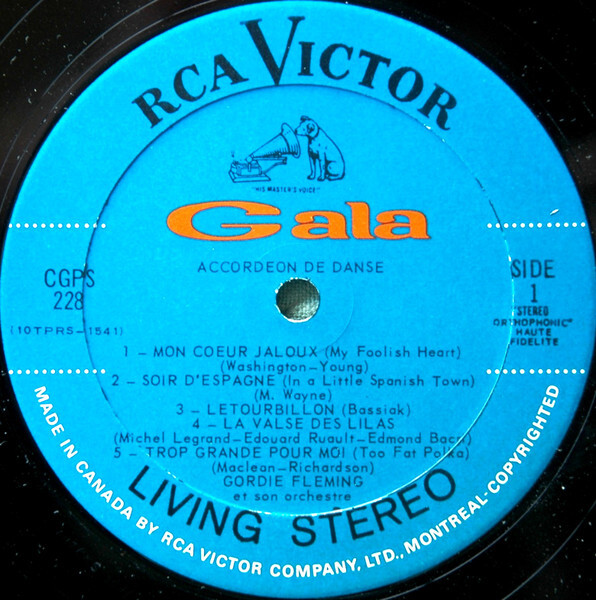 RCA VICTOR
"HIS MASTER'S VOICE"
Gala
ACCORDEON DE DANSE
CGPS
228
(10TPRS-1541)
SIDE
1
STEREO
ORTHOPHONIC"
HAUTE
FIDELITE
1 – MON COEUR JALOUX (My Foolish Heart)
(Washington-Young)
2 – SOIR D'ESPAGNE (In a Little Spanish Town)
(M. Wayne)
3 – LETOURBILLON (Bassiak)
4 – LA VALSE DES LILAS
(Michel Legrand-Edouard Ruault-Edmond Bacri)
5 – TROP GRANDE POUR MOI (Too Fat Polka)
(Maclean-Richardson)
GORDIE FLEMING
et son orchestre
LIVING STEREO
MADE IN CANADA BY RCA VICTOR COMPANY, LTD., MONTREAL-COPYRIGHTED